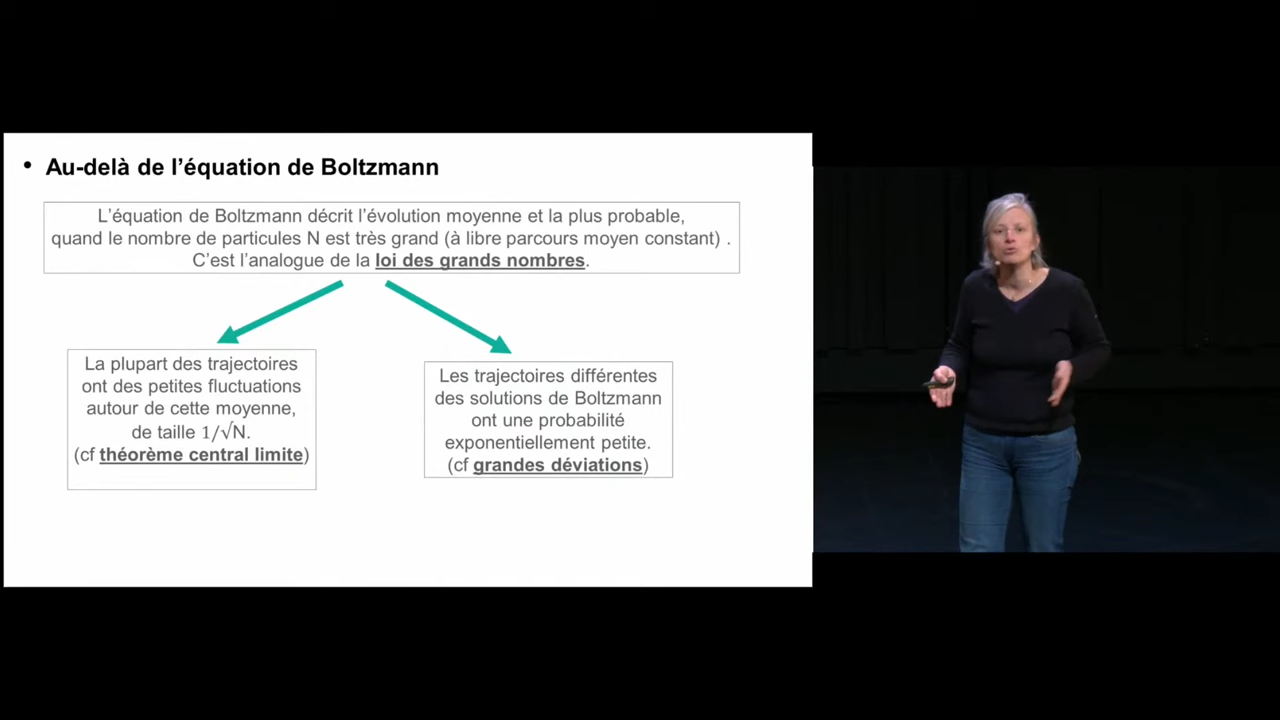 • Au-delà de l’équation de Boltzmann
L’équation de Boltzmann décrit l’évolution moyenne et la plus probable,
quand le nombre de particules N est très grand (à libre parcours moyen constant) .
C’est l’analogue de la loi des grands nombres.
La plupart des trajectoires
ont des petites fluctuations
autour de cette moyenne,
de taille 1/√N.
(cf théorème central limite)
Les trajectoires différentes
des solutions de Boltzmann
ont une probabilité
exponentiellement petite.
(cf grandes déviations)